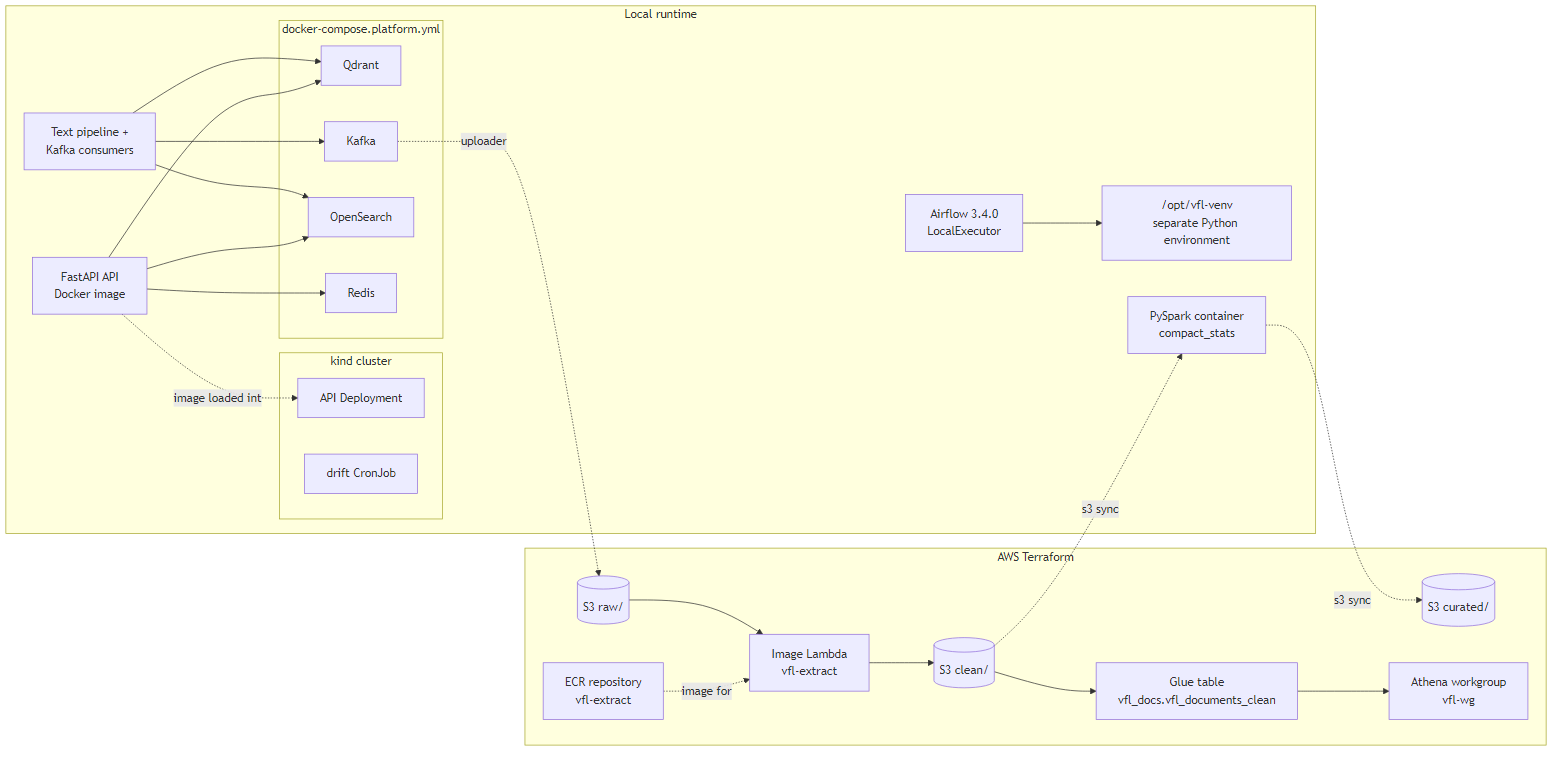 Local runtime
docker-compose.platform.yml
Qdrant
Text pipeline +
Kafka consumers
Kafka
uploader
OpenSearch
Airflow 3.4.0
LocalExecutor
/opt/vfl-venv
separate Python
environment
FastAPI API
Docker image
Redis
PySpark container
compact_stats
kind cluster
image loaded int
API Deployment
drift CronJob
s3 sync
AWS Terraform
S3 raw/
s3 sync
S3 curated/
Image Lambda
vfl-extract
S3 clean/
ECR repository
vfl-extract
image for
Glue table
vfl_docs.vfl_documents_clean
Athena workgroup
vfl-wg